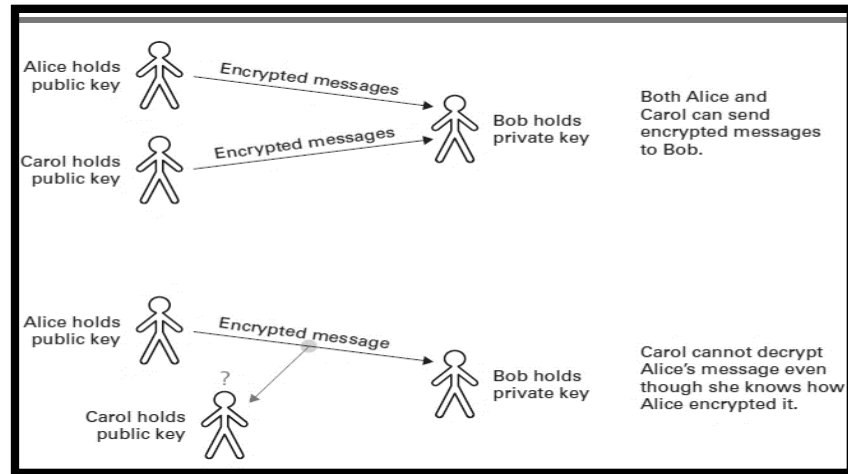 Alice holds
public key
Encrypted messages
Carol holds
public key
Encrypted messages
Bob holds
private key
Both Alice and
Carol can send
encrypted messages
to Bob.
Alice holds
public key
Encrypted message
?
Carol holds
public key
Bob holds
private key
Carol cannot decrypt
Alice's message even
though she knows how
Alice encrypted it.